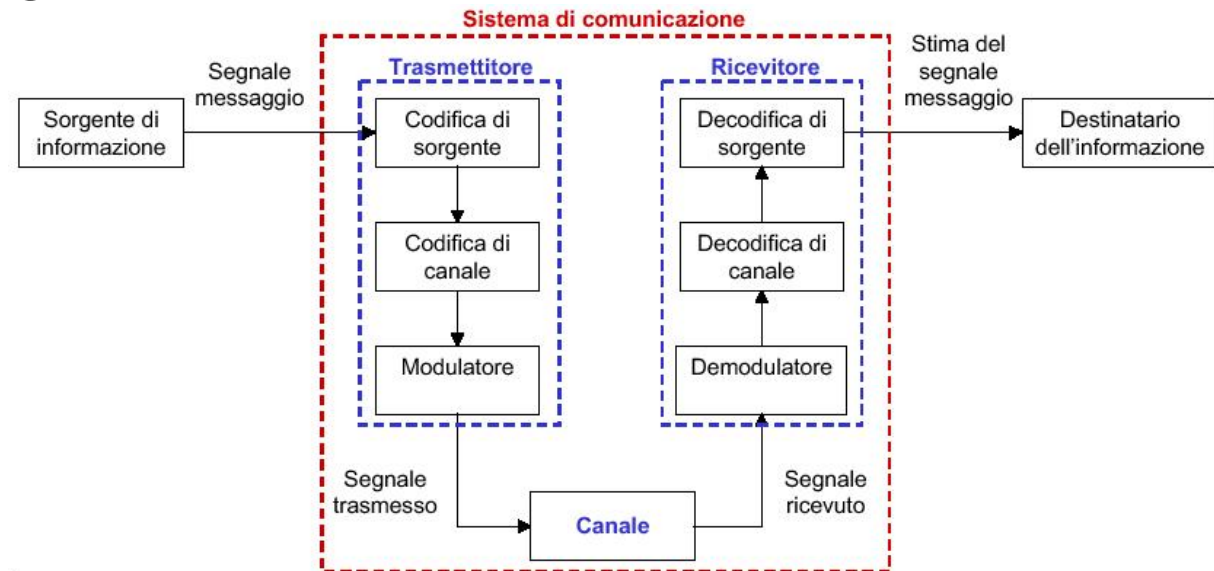 Sistema di comunicazione
Segnale
messaggio
Trasmettitore
Ricevitore
Stima del
segnale
messaggio
Sorgente di
informazione
Codifica di
sorgente
Decodifica di
sorgente
Destinatario
dell'informazione
Codifica di
canale
Decodifica di
canale
Modulatore
Demodulatore
Segnale
trasmesso
Canale
Segnale
ricevuto